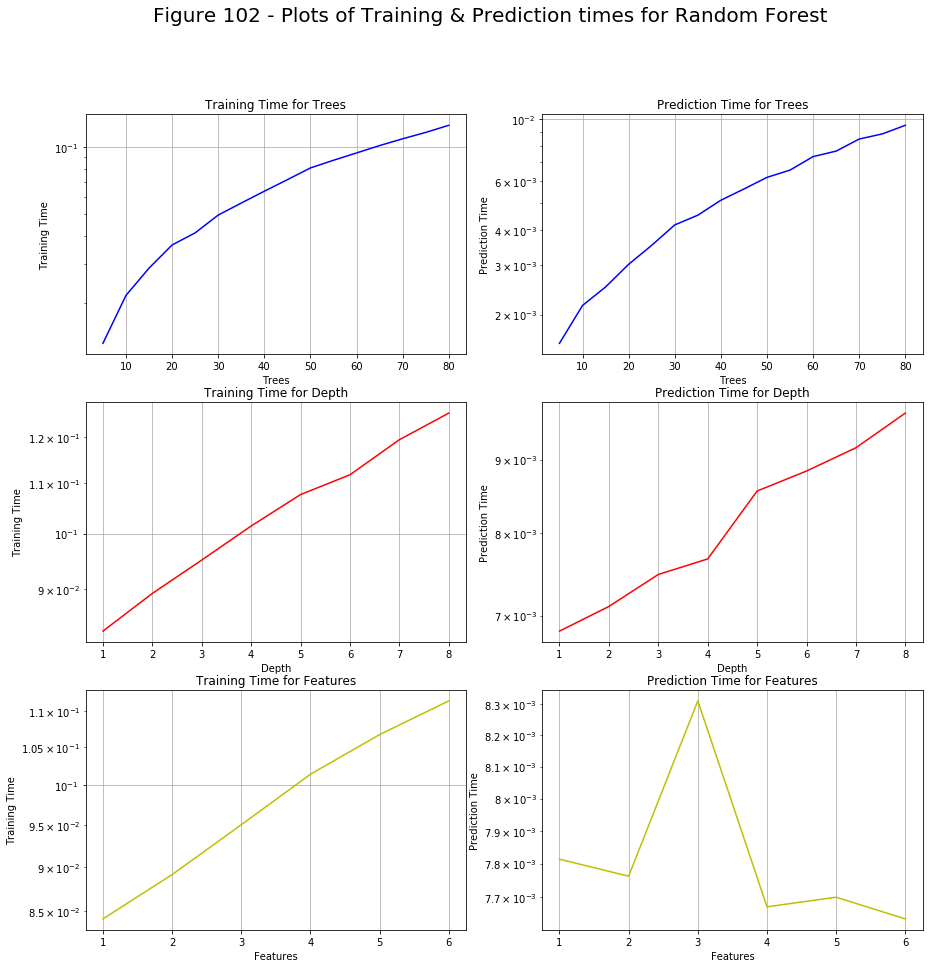 Figure 102 - Plots of Training & Prediction times for Random Forest
Training Time for Trees
Training Time
10⁻¹
10 20 30 40 50 60 70 80
Trees
Prediction Time for Trees
Prediction Time
10⁻²
6 × 10⁻³
4 × 10⁻³
3 × 10⁻³
2 × 10⁻³
10 20 30 40 50 60 70 80
Trees
Training Time for Depth
Training Time
1.2 × 10⁻¹
1.1 × 10⁻¹
10⁻¹
9 × 10⁻²
1 2 3 4 5 6 7 8
Depth
Prediction Time for Depth
Prediction Time
9 × 10⁻³
8 × 10⁻³
7 × 10⁻³
1 2 3 4 5 6 7 8
Depth
Training Time for Features
Training Time
1.1 × 10⁻¹
1.05 × 10⁻¹
10⁻¹
9.5 × 10⁻²
9 × 10⁻²
8.5 × 10⁻²
1 2 3 4 5 6
Features
Prediction Time for Features
Prediction Time
8.3 × 10⁻³
8.2 × 10⁻³
8.1 × 10⁻³
8 × 10⁻³
7.9 × 10⁻³
7.8 × 10⁻³
7.7 × 10⁻³
1 2 3 4 5 6
Features